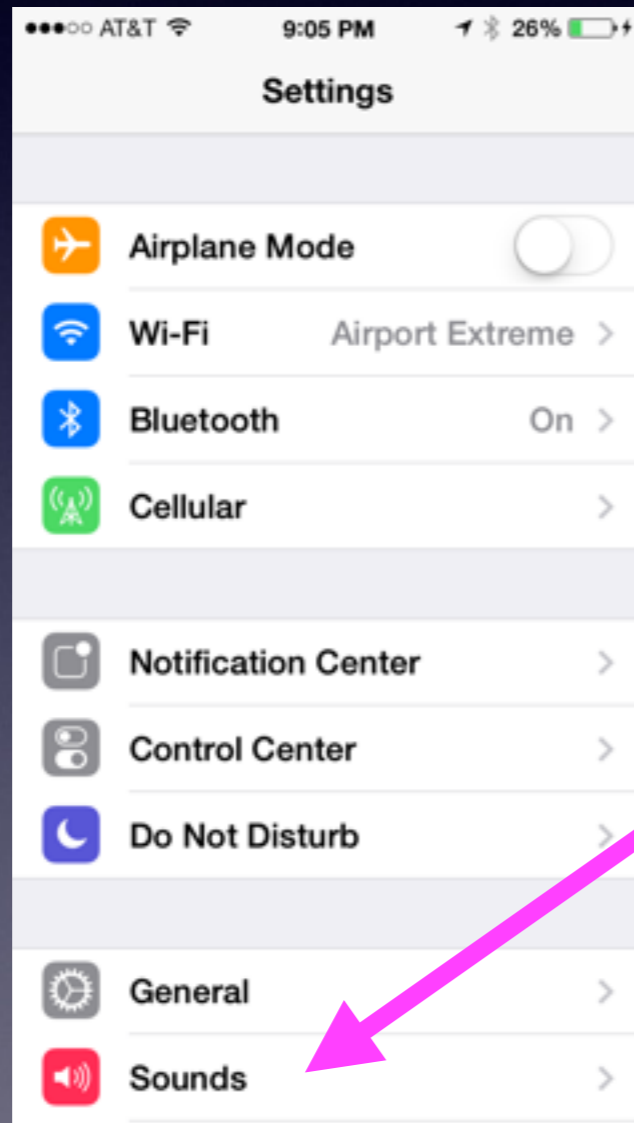 AT&T 9:05 PM 26%
Settings
Airplane Mode
Wi-Fi Airport Extreme
Bluetooth On
Cellular
Notification Center
Control Center
Do Not Disturb
General
Sounds